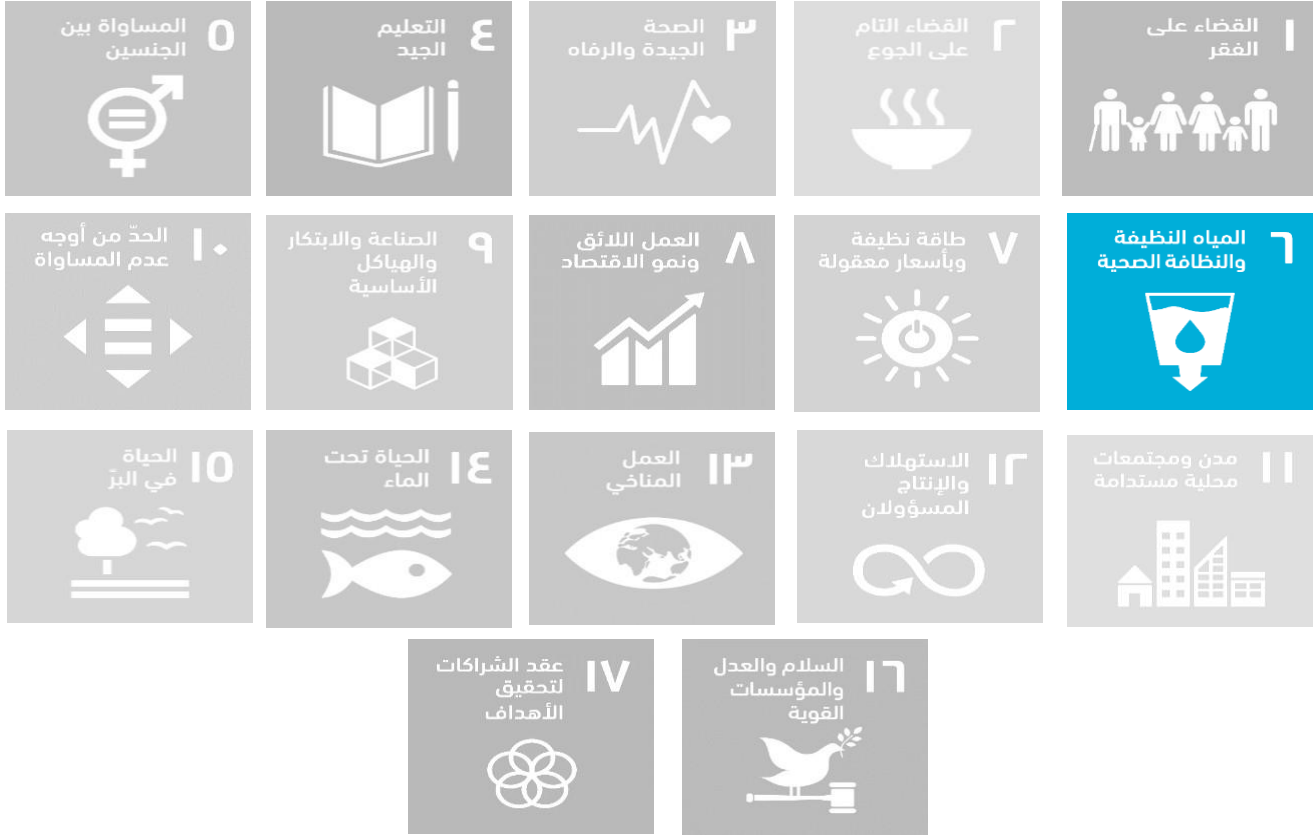 ١
القضاء على
الفقر
٢
القضاء التام
على الجوع
٣
الصحة
الجيدة والرفاه
٤
التعليم
الجيد
٥
المساواة بين
الجنسين
٦
المياه النظيفة
والنظافة الصحية
٧
طاقة نظيفة
وبأسعار معقولة
٨
العمل اللائق
ونمو الاقتصاد
٩
الصناعة والابتكار
والهياكل
الأساسية
١٠
الحدّ من أوجه
عدم المساواة
١١
مدن ومجتمعات
محلية مستدامة
١٢
الاستهلاك
والإنتاج
المسؤولان
١٣
العمل
المناخي
١٤
الحياة تحت
الماء
١٥
الحياة
في البرّ
١٦
السلام والعدل
والمؤسسات
القوية
١٧
عقد الشراكات
لتحقيق
الأهداف